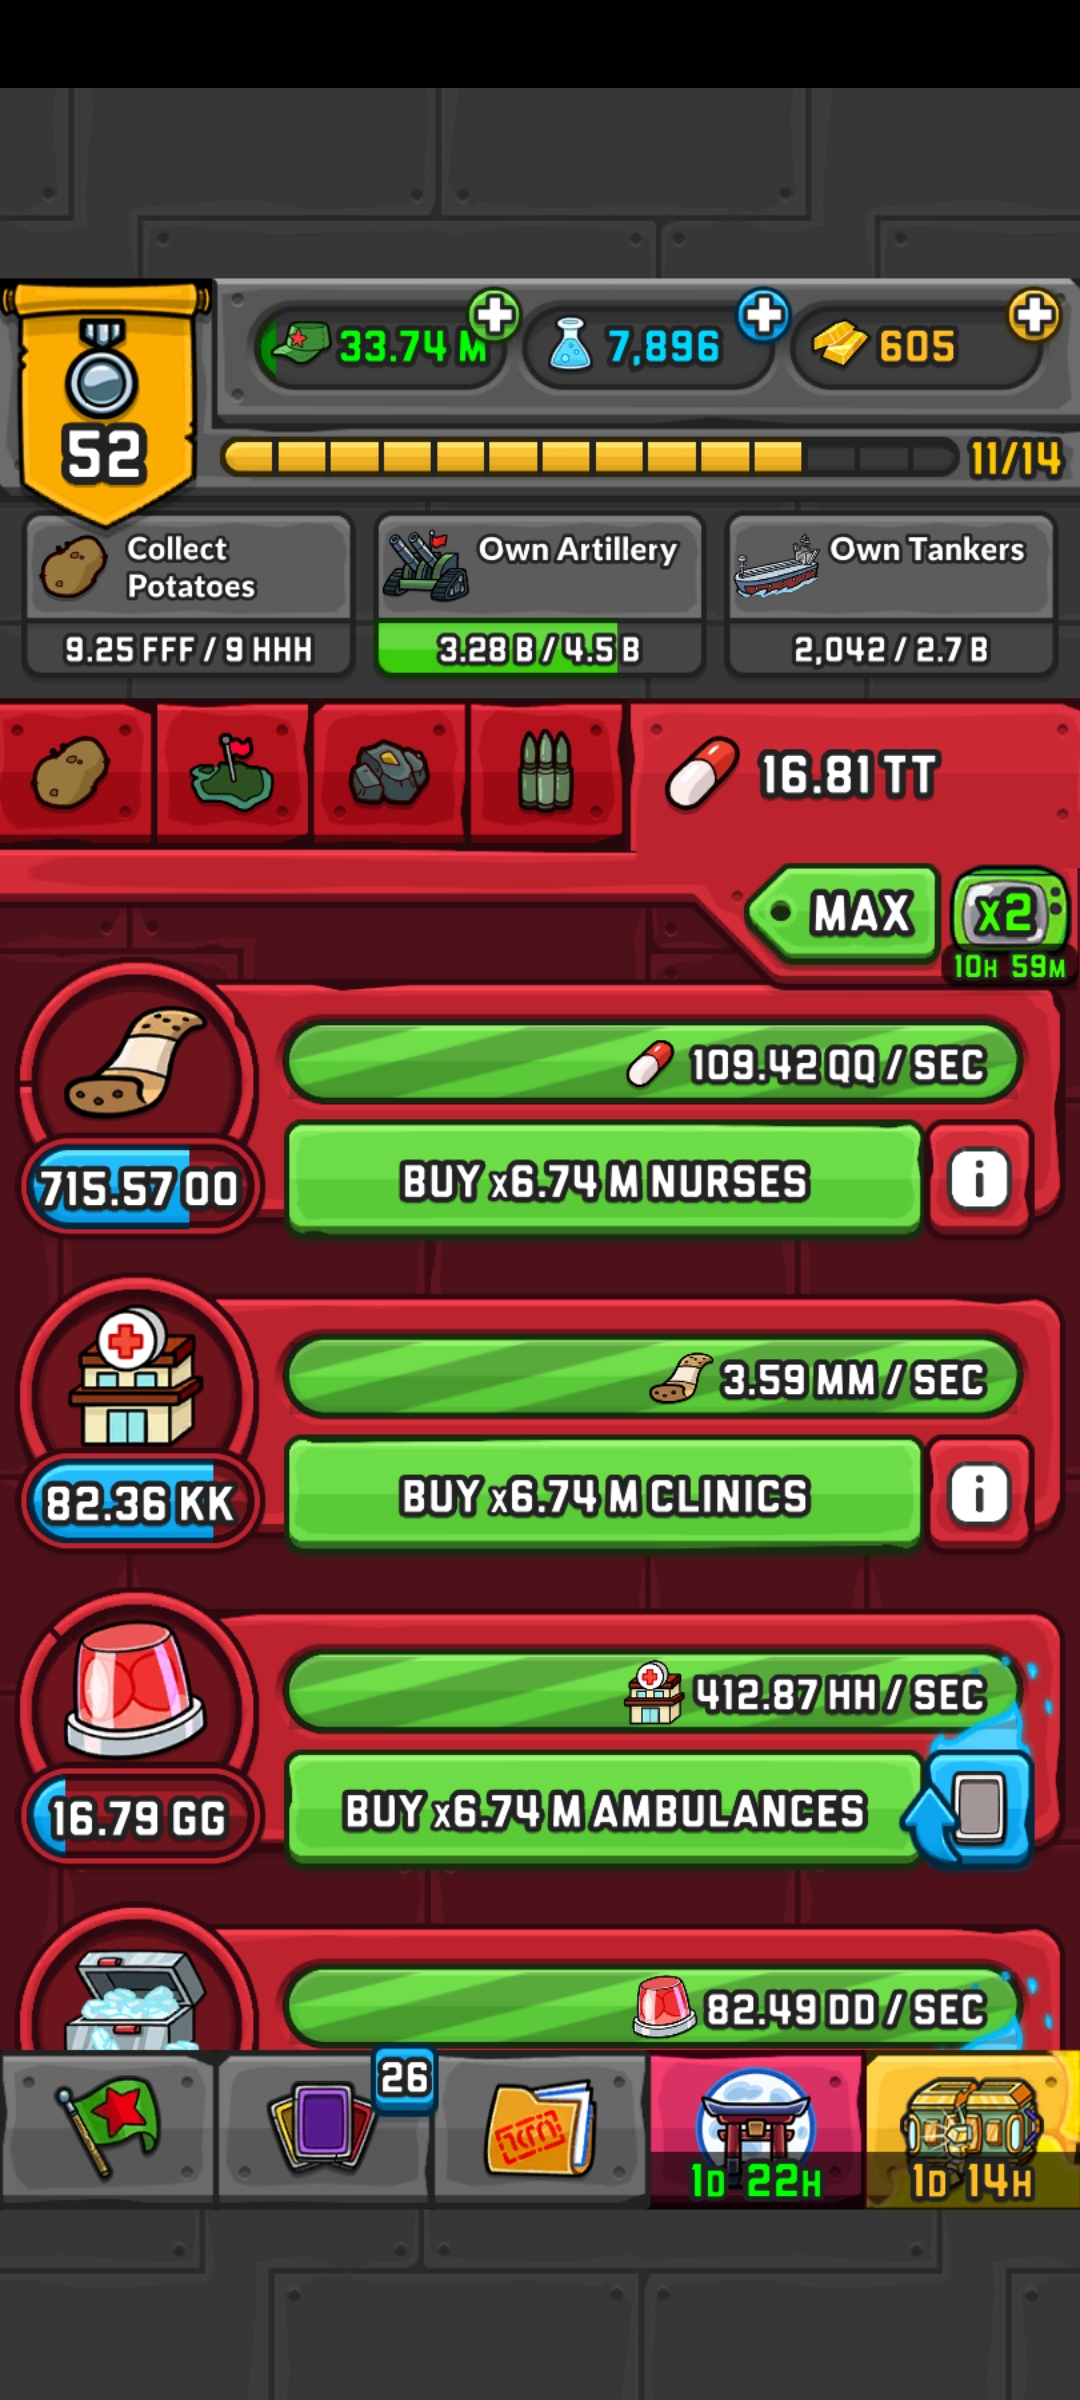 33.74 M
7,896
605
52
11/14
Collect
Potatoes
9.25 FFF / 9 HHH
Own Artillery
3.28 B / 4.5 B
Own Tankers
2,042 / 2.7 B
16.81 TT
MAX
x2
10H 59M
109.42 QQ / SEC
715.57 OO
BUY x6.74 M NURSES
i
3.59 MM / SEC
82.36 KK
BUY x6.74 M CLINICS
i
412.87 HH / SEC
16.79 GG
BUY x6.74 M AMBULANCES
82.49 DD / SEC
26
1D 22H
1D 14H